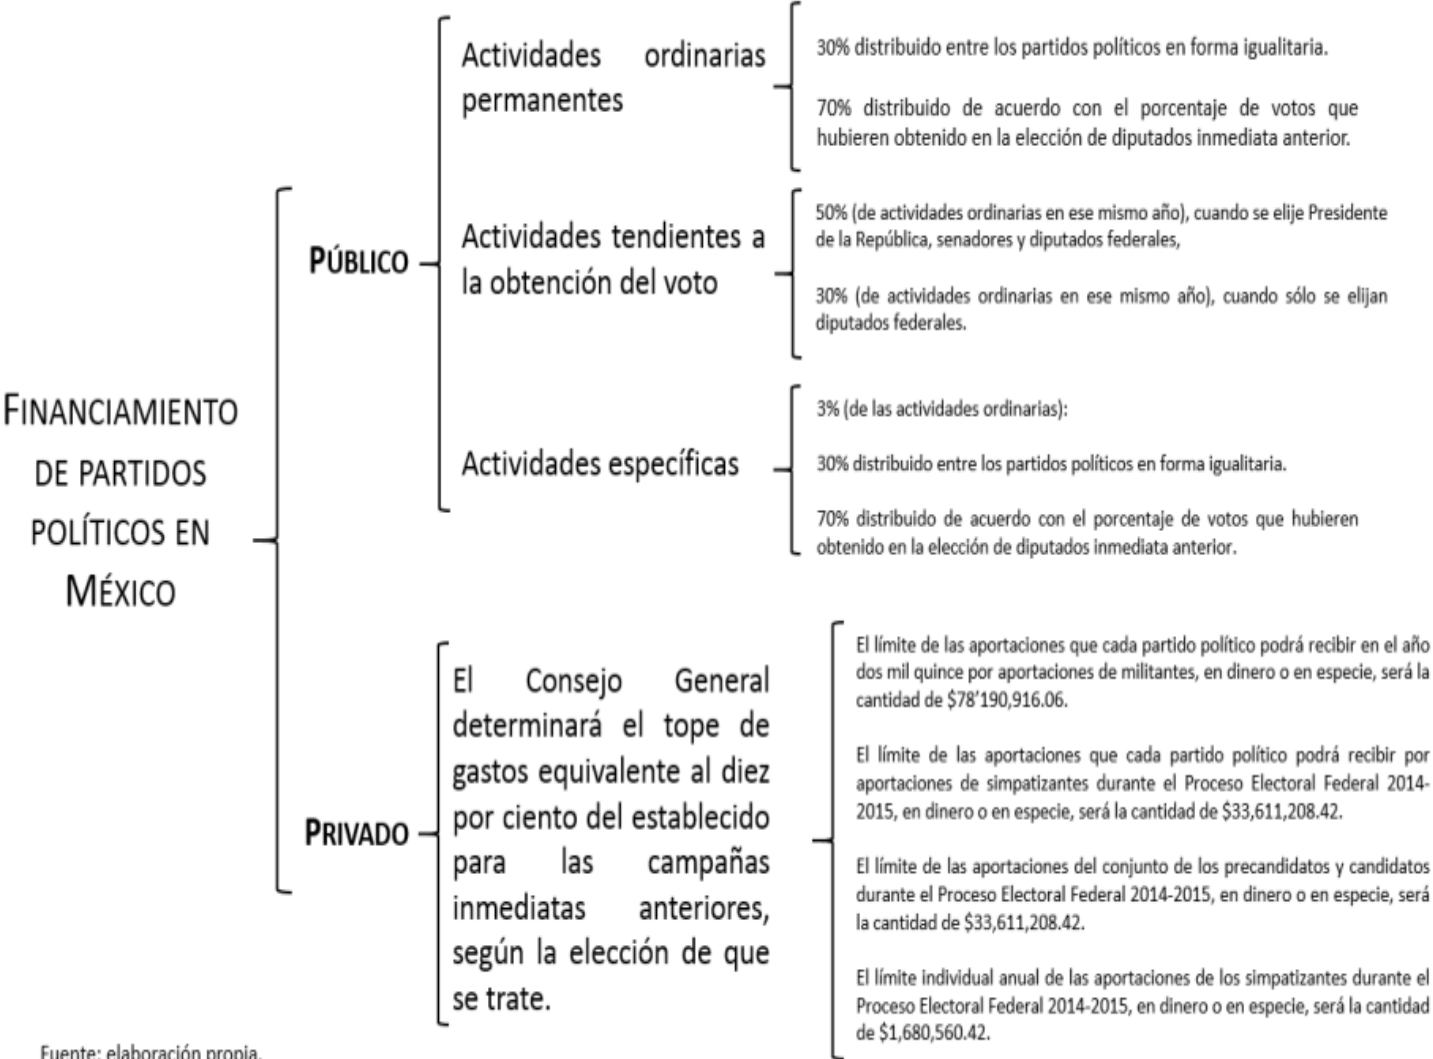 FINANCIAMIENTO
DE PARTIDOS
POLÍTICOS EN
MÉXICO
PÚBLICO
Actividades ordinarias
permanentes
30% distribuido entre los partidos políticos en forma igualitaria.
70% distribuido de acuerdo con el porcentaje de votos que
hubieren obtenido en la elección de diputados inmediata anterior.
Actividades tendientes a
la obtención del voto
50% (de actividades ordinarias en ese mismo año), cuando se elije Presidente
de la República, senadores y diputados federales,
30% (de actividades ordinarias en ese mismo año), cuando sólo se elijan
diputados federales.
Actividades específicas
3% (de las actividades ordinarias):
30% distribuido entre los partidos políticos en forma igualitaria.
70% distribuido de acuerdo con el porcentaje de votos que hubieren
obtenido en la elección de diputados inmediata anterior.
PRIVADO
El Consejo General
determinará el tope de
gastos equivalente al diez
por ciento del establecido
para las campañas
inmediatas anteriores,
según la elección de que
se trate.
El límite de las aportaciones que cada partido político podrá recibir en el año
dos mil quince por aportaciones de militantes, en dinero o en especie, será la
cantidad de $78'190,916.06.
El límite de las aportaciones que cada partido político podrá recibir por
aportaciones de simpatizantes durante el Proceso Electoral Federal 2014-
2015, en dinero o en especie, será la cantidad de $33,611,208.42.
El límite de las aportaciones del conjunto de los precandidatos y candidatos
durante el Proceso Electoral Federal 2014-2015, en dinero o en especie, será
la cantidad de $33,611,208.42.
El límite individual anual de las aportaciones de los simpatizantes durante el
Proceso Electoral Federal 2014-2015, en dinero o en especie, será la cantidad
de $1,680,560.42.
Fuente: elaboración propia.